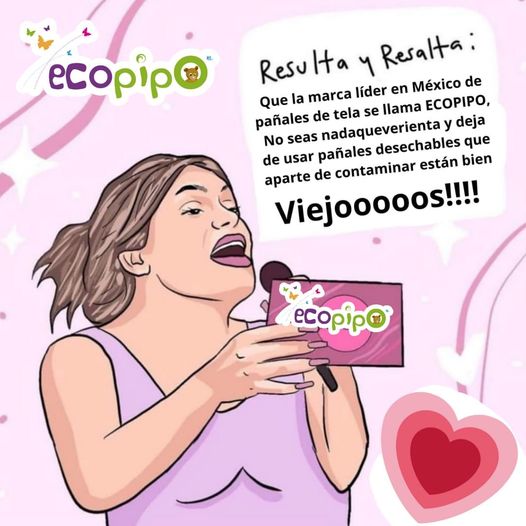 ecopipo
Resulta y Resalta:
Que la marca líder en México de
pañales de tela se llama ECOPIPO,
No seas nadaqueverienta y deja
de usar pañales desechables que
aparte de contaminar están bien
Viejooooos!!!!
ecopipo